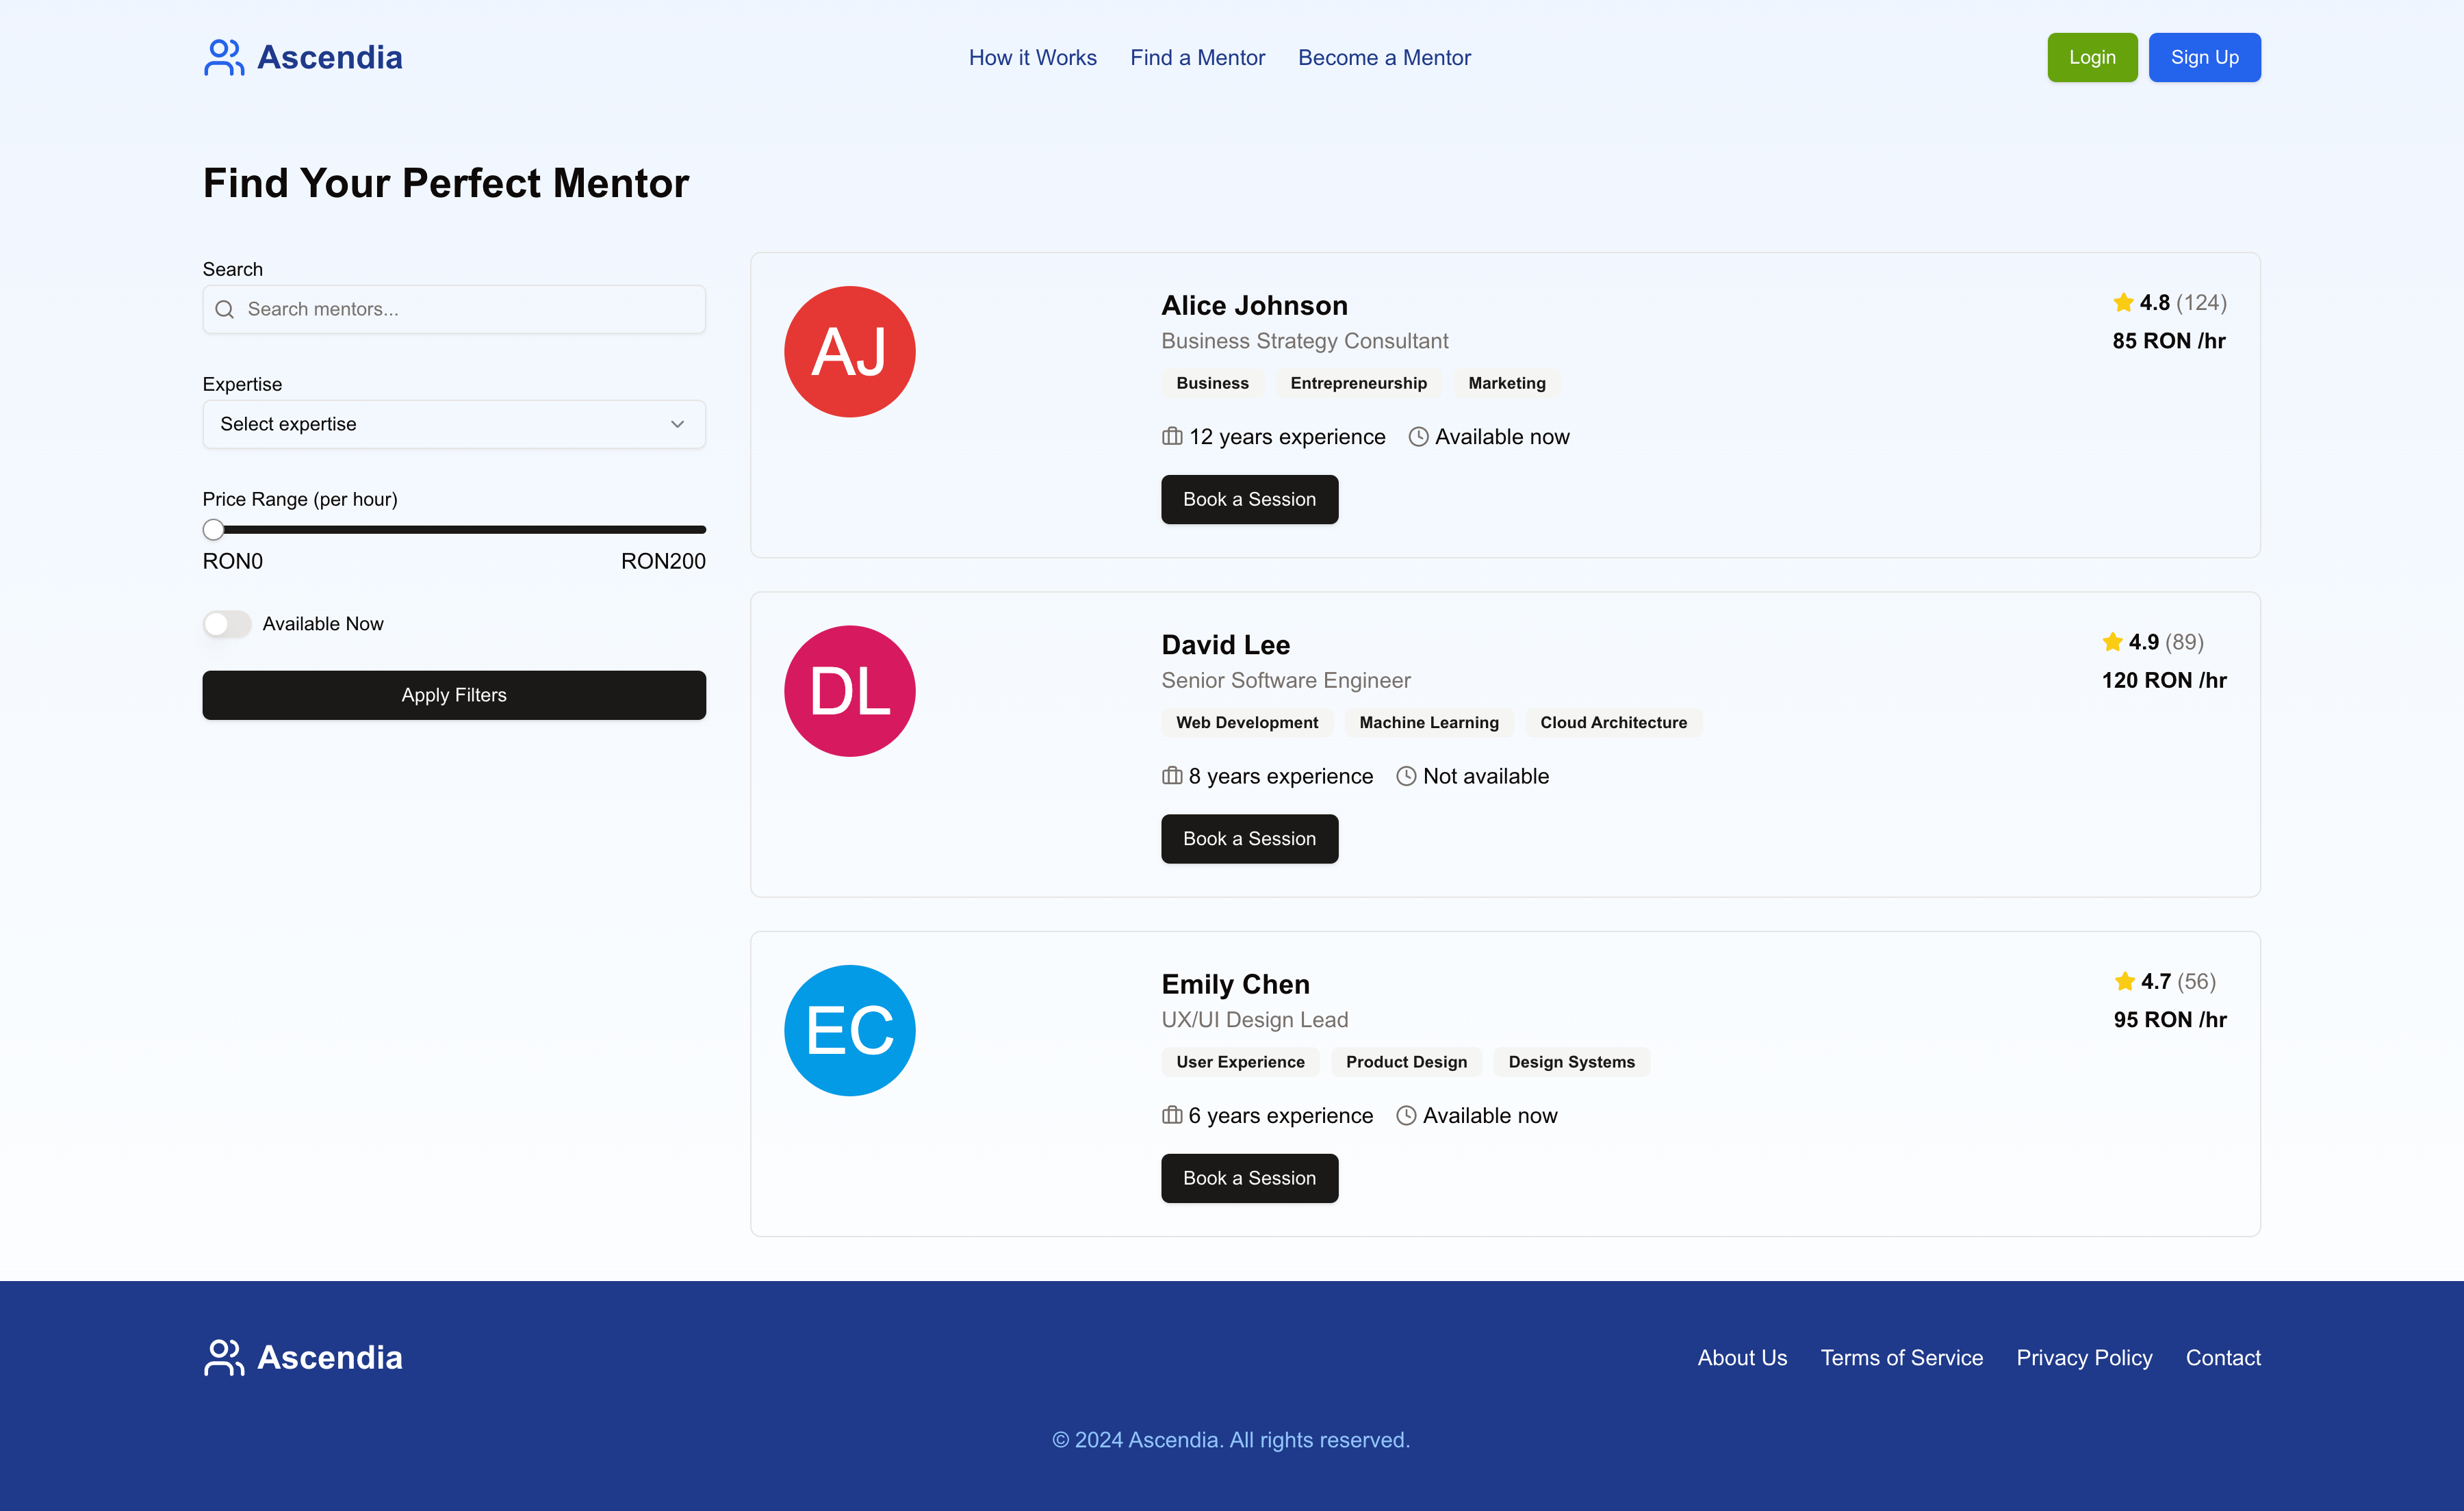 Ascendia
How it Works Find a Mentor Become a Mentor
Login Sign Up
Find Your Perfect Mentor
Search
Search mentors...
Expertise
Select expertise
Price Range (per hour)
RON0 RON200
Available Now
Apply Filters
AJ
Alice Johnson
Business Strategy Consultant
Business Entrepreneurship Marketing
12 years experience Available now
Book a Session
4.8 (124)
85 RON /hr
DL
David Lee
Senior Software Engineer
Web Development Machine Learning Cloud Architecture
8 years experience Not available
Book a Session
4.9 (89)
120 RON /hr
EC
Emily Chen
UX/UI Design Lead
User Experience Product Design Design Systems
6 years experience Available now
Book a Session
4.7 (56)
95 RON /hr
Ascendia
About Us Terms of Service Privacy Policy Contact
© 2024 Ascendia. All rights reserved.